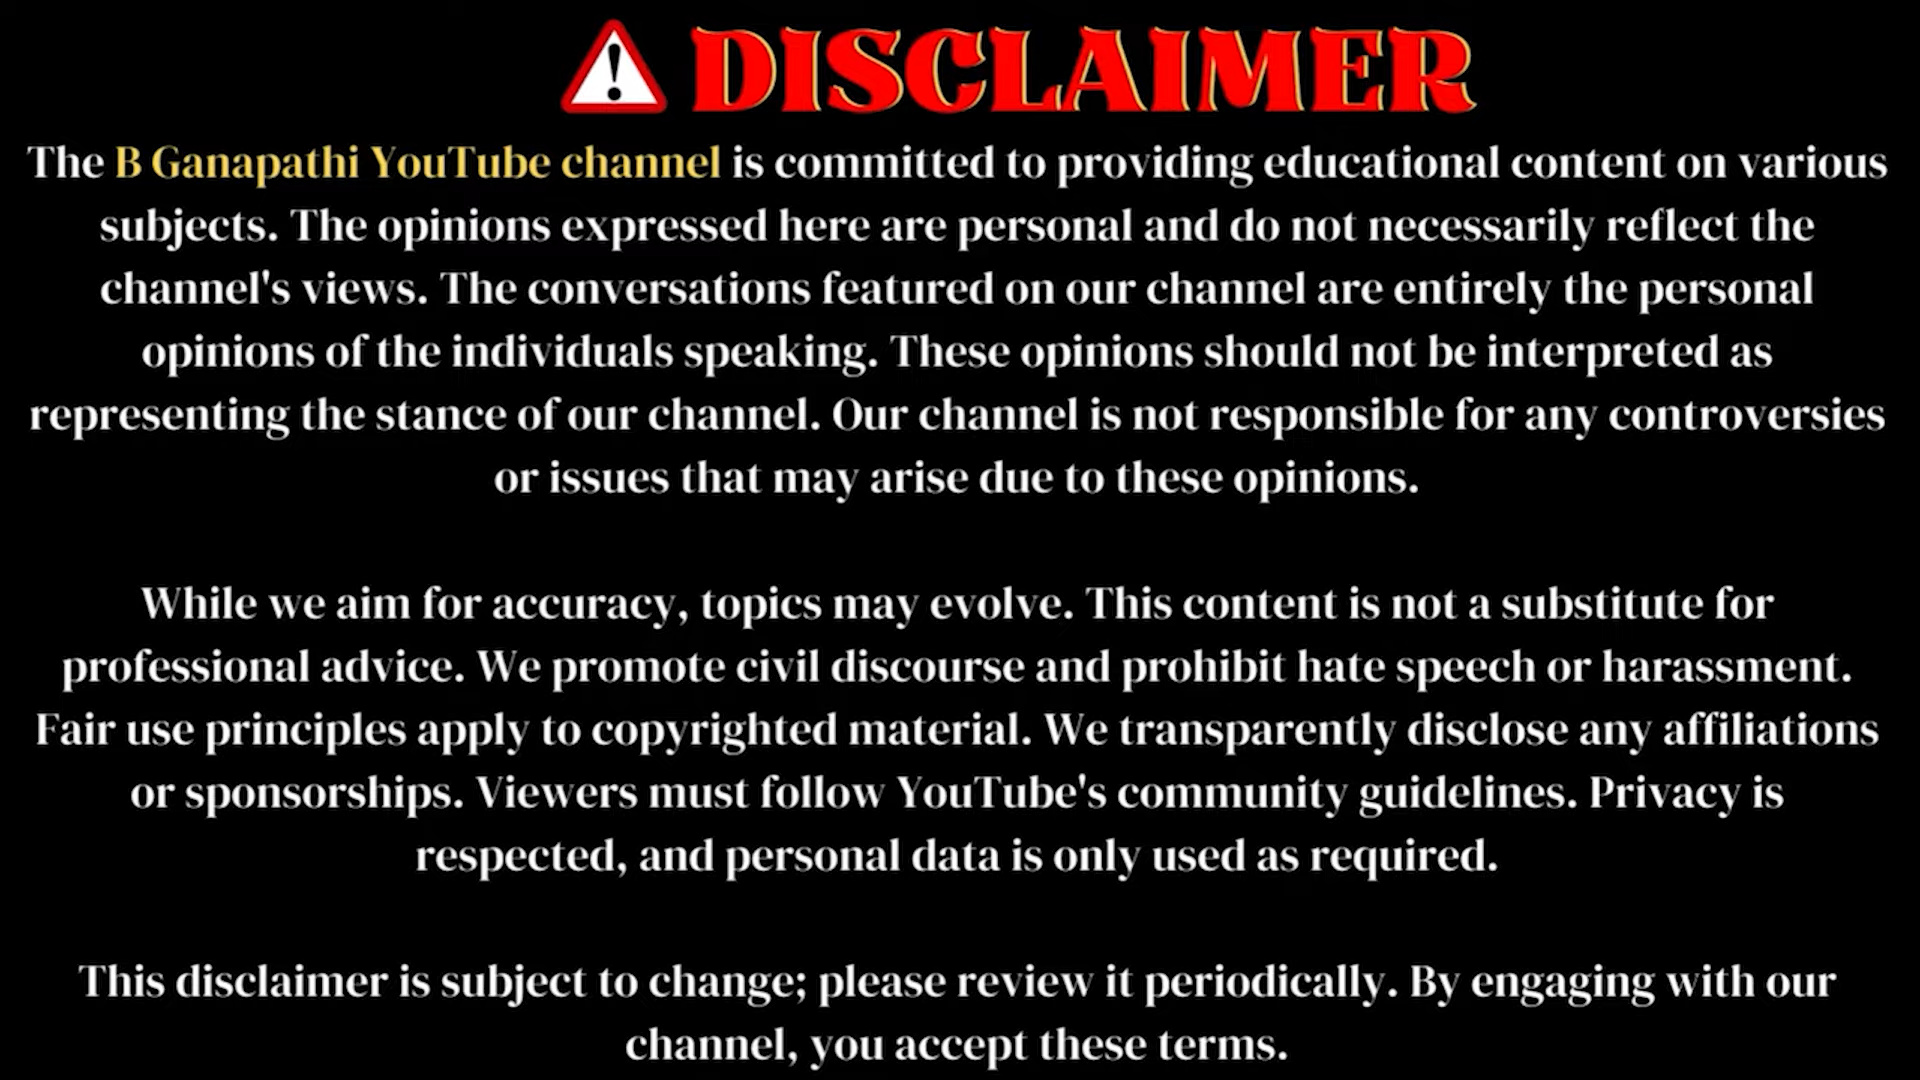 DISCLAIMER
The B Ganapathi YouTube channel is committed to providing educational content on various
subjects. The opinions expressed here are personal and do not necessarily reflect the
channel's views. The conversations featured on our channel are entirely the personal
opinions of the individuals speaking. These opinions should not be interpreted as
representing the stance of our channel. Our channel is not responsible for any controversies
or issues that may arise due to these opinions.
While we aim for accuracy, topics may evolve. This content is not a substitute for
professional advice. We promote civil discourse and prohibit hate speech or harassment.
Fair use principles apply to copyrighted material. We transparently disclose any affiliations
or sponsorships. Viewers must follow YouTube's community guidelines. Privacy is
respected, and personal data is only used as required.
This disclaimer is subject to change; please review it periodically. By engaging with our
channel, you accept these terms.